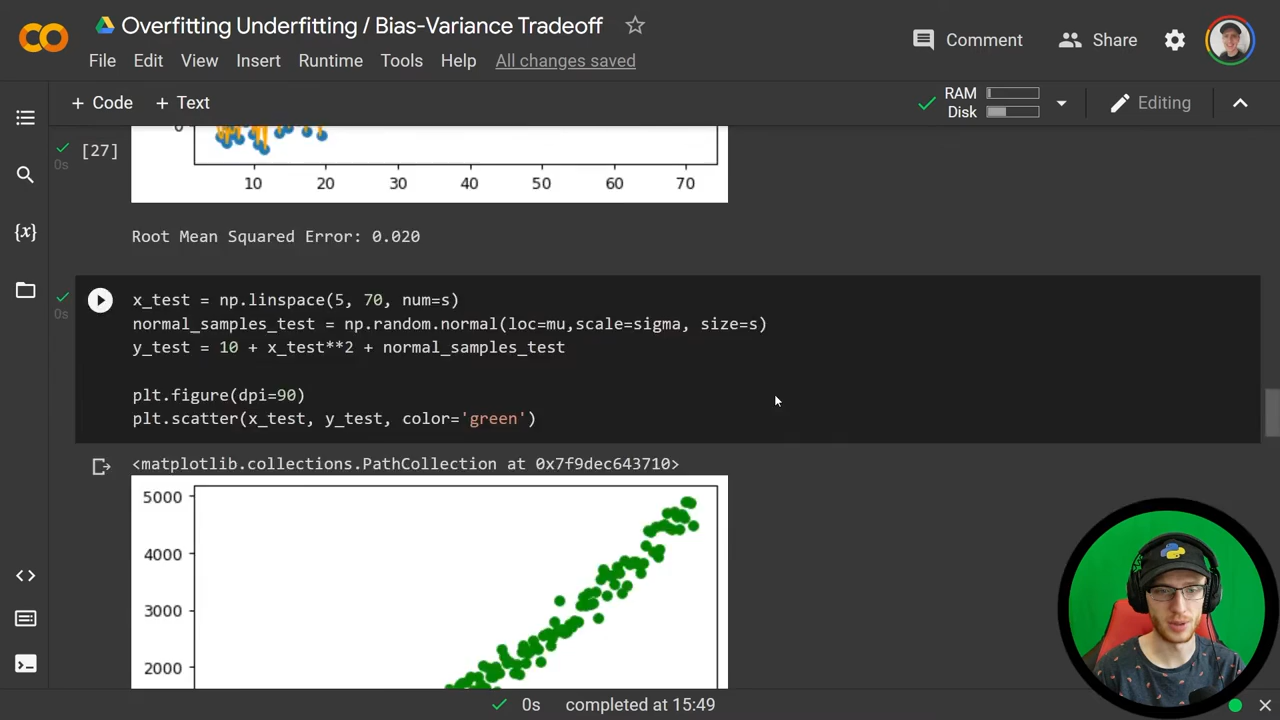 Overfitting Underfitting / Bias-Variance Tradeoff
Comment
Share
File Edit View Insert Runtime Tools Help All changes saved
+ Code + Text
RAM
Disk
Editing
0
[27]
0s
10 20 30 40 50 60 70
Root Mean Squared Error: 0.020
{x}
0s
x_test = np.linspace(5, 70, num=s)
normal_samples_test = np.random.normal(loc=mu,scale=sigma, size=s)
y_test = 10 + x_test**2 + normal_samples_test
plt.figure(dpi=90)
plt.scatter(x_test, y_test, color='green')
<matplotlib.collections.PathCollection at 0x7f9dec643710>
5000
4000
3000
2000
0s completed at 15:49